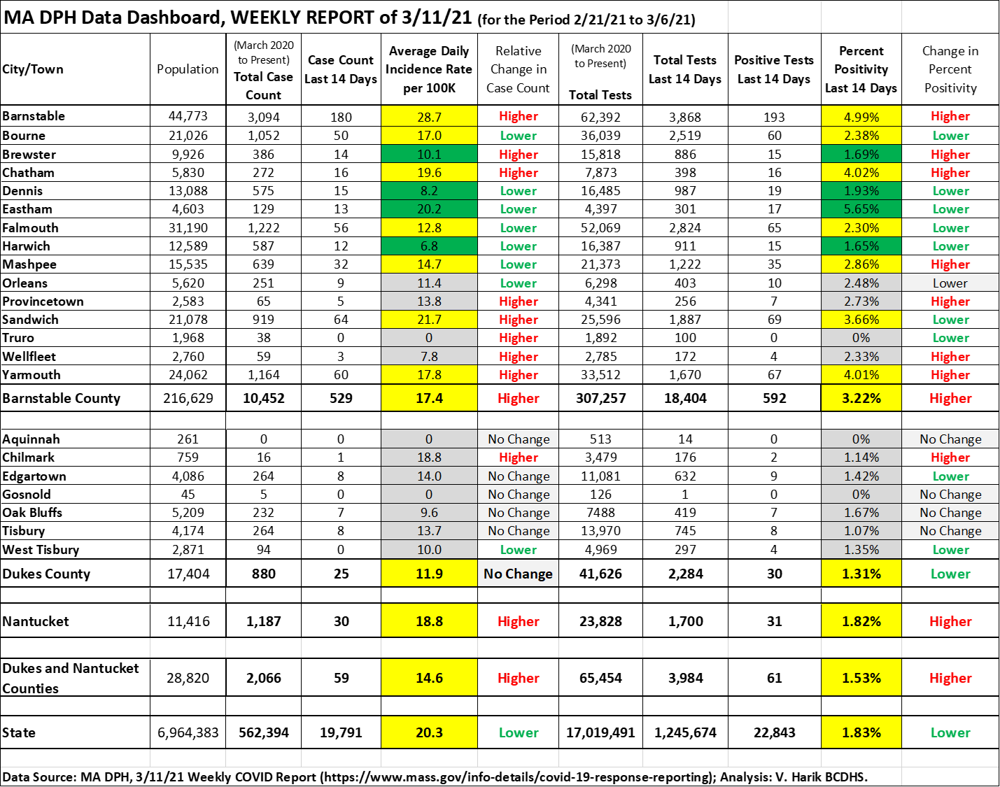 MA DPH Data Dashboard, WEEKLY REPORT of 3/11/21 (for the Period 2/21/21 to 3/6/21)
City/Town Population (March 2020 to Present) Total Case Count Case Count Last 14 Days Average Daily Incidence Rate per 100K Relative Change in Case Count (March 2020 to Present) Total Tests Total Tests Last 14 Days Positive Tests Last 14 Days Percent Positivity Last 14 Days Change in Percent Positivity
Barnstable 44,773 3,094 180 28.7 Higher 62,392 3,868 193 4.99% Higher
Bourne 21,026 1,052 50 17.0 Lower 36,039 2,519 60 2.38% Lower
Brewster 9,926 386 14 10.1 Higher 15,818 886 15 1.69% Higher
Chatham 5,830 272 16 19.6 Higher 7,873 398 16 4.02% Higher
Dennis 13,088 575 15 8.2 Lower 16,485 987 19 1.93% Lower
Eastham 4,603 129 13 20.2 Lower 4,397 301 17 5.65% Lower
Falmouth 31,190 1,222 56 12.8 Lower 52,069 2,824 65 2.30% Lower
Harwich 12,589 587 12 6.8 Lower 16,387 911 15 1.65% Lower
Mashpee 15,535 639 32 14.7 Lower 21,373 1,222 35 2.86% Higher
Orleans 5,620 251 9 11.4 Lower 6,298 403 10 2.48% Lower
Provincetown 2,583 65 5 13.8 Higher 4,341 256 7 2.73% Higher
Sandwich 21,078 919 64 21.7 Higher 25,596 1,887 69 3.66% Lower
Truro 1,968 38 0 0 Higher 1,892 100 0 0% Lower
Wellfleet 2,760 59 3 7.8 Higher 2,785 172 4 2.33% Higher
Yarmouth 24,062 1,164 60 17.8 Higher 33,512 1,670 67 4.01% Higher
Barnstable County 216,629 10,452 529 17.4 Higher 307,257 18,404 592 3.22% Higher
Aquinnah 261 0 0 0 No Change 513 14 0 0% No Change
Chilmark 759 16 1 18.8 Higher 3,479 176 2 1.14% Higher
Edgartown 4,086 264 8 14.0 No Change 11,081 632 9 1.42% Lower
Gosnold 45 5 0 0 No Change 126 1 0 0% No Change
Oak Bluffs 5,209 232 7 9.6 No Change 7488 419 7 1.67% No Change
Tisbury 4,174 264 8 13.7 No Change 13,970 745 8 1.07% No Change
West Tisbury 2,871 94 0 10.0 Lower 4,969 297 4 1.35% Lower
Dukes County 17,404 880 25 11.9 No Change 41,626 2,284 30 1.31% Lower
Nantucket 11,416 1,187 30 18.8 Higher 23,828 1,700 31 1.82% Higher
Dukes and Nantucket Counties 28,820 2,066 59 14.6 Higher 65,454 3,984 61 1.53% Higher
State 6,964,383 562,394 19,791 20.3 Lower 17,019,491 1,245,674 22,843 1.83% Lower
Data Source: MA DPH, 3/11/21 Weekly COVID Report (https://www.mass.gov/info-details/covid-19-response-reporting); Analysis: V. Harik BCDHS.